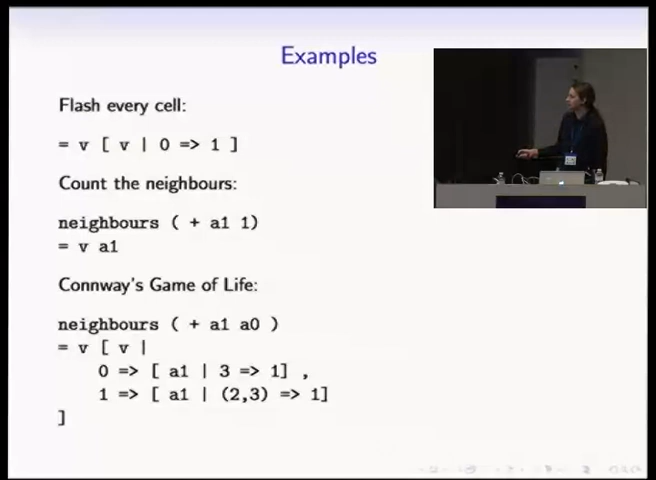 Examples
Flash every cell:
= v [ v | 0 => 1 ]
Count the neighbours:
neighbours ( + a1 1)
= v a1
Connway's Game of Life:
neighbours ( + a1 a0 )
= v [ v |
0 => [ a1 | 3 => 1] ,
1 => [ a1 | (2,3) => 1]
]